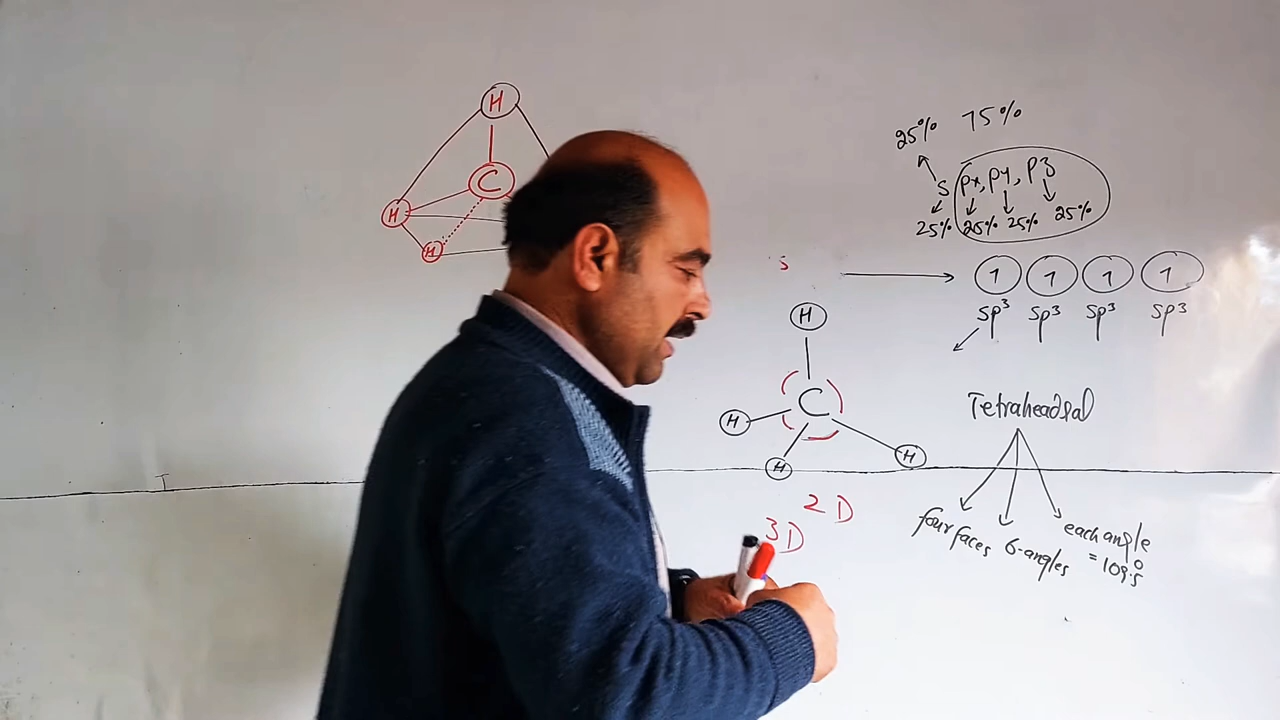 25% 75%
s px, py, pz
25% 25% 25% 25%
1 1 1 1
sp³ sp³ sp³ sp³
s
H
C
H
H
H
C
H
H
H
Tetraheadral
four faces 6-angles each angle
= 109.5°
2D
3D